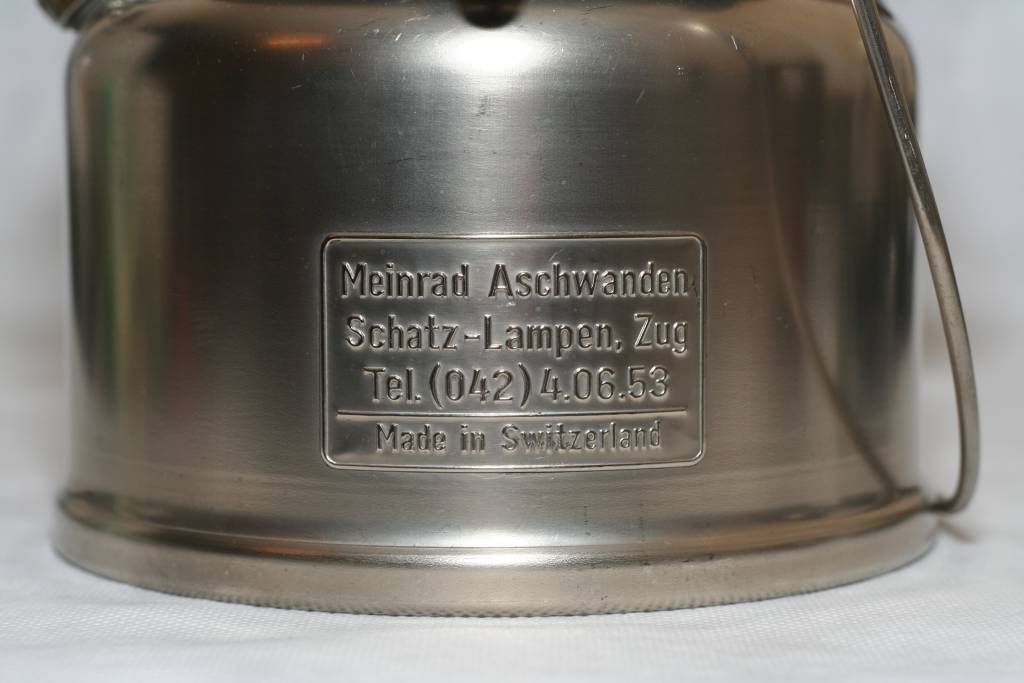 Meinrad Aschwanden
Schatz-Lampen, Zug
Tel. (042) 4.06.53
Made in Switzerland